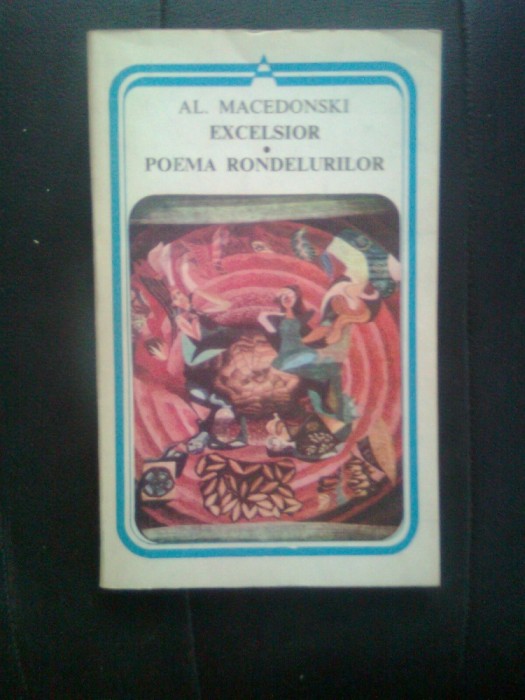 AL. MACEDONSKI
EXCELSIOR
•
POEMA RONDELURILOR